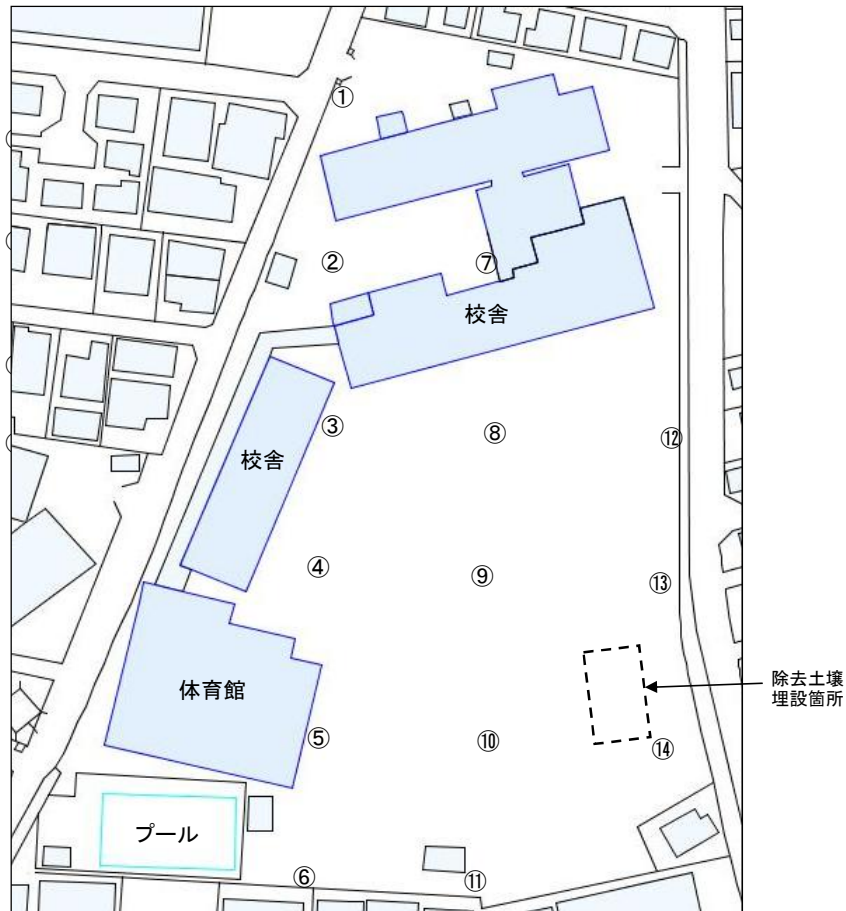 ①
②
⑦
校舎
③
⑧
⑫
校舎
④
⑨
⑬
体育館
除去土壌
埋設箇所
⑤
⑩
⑭
プール
⑥
⑪